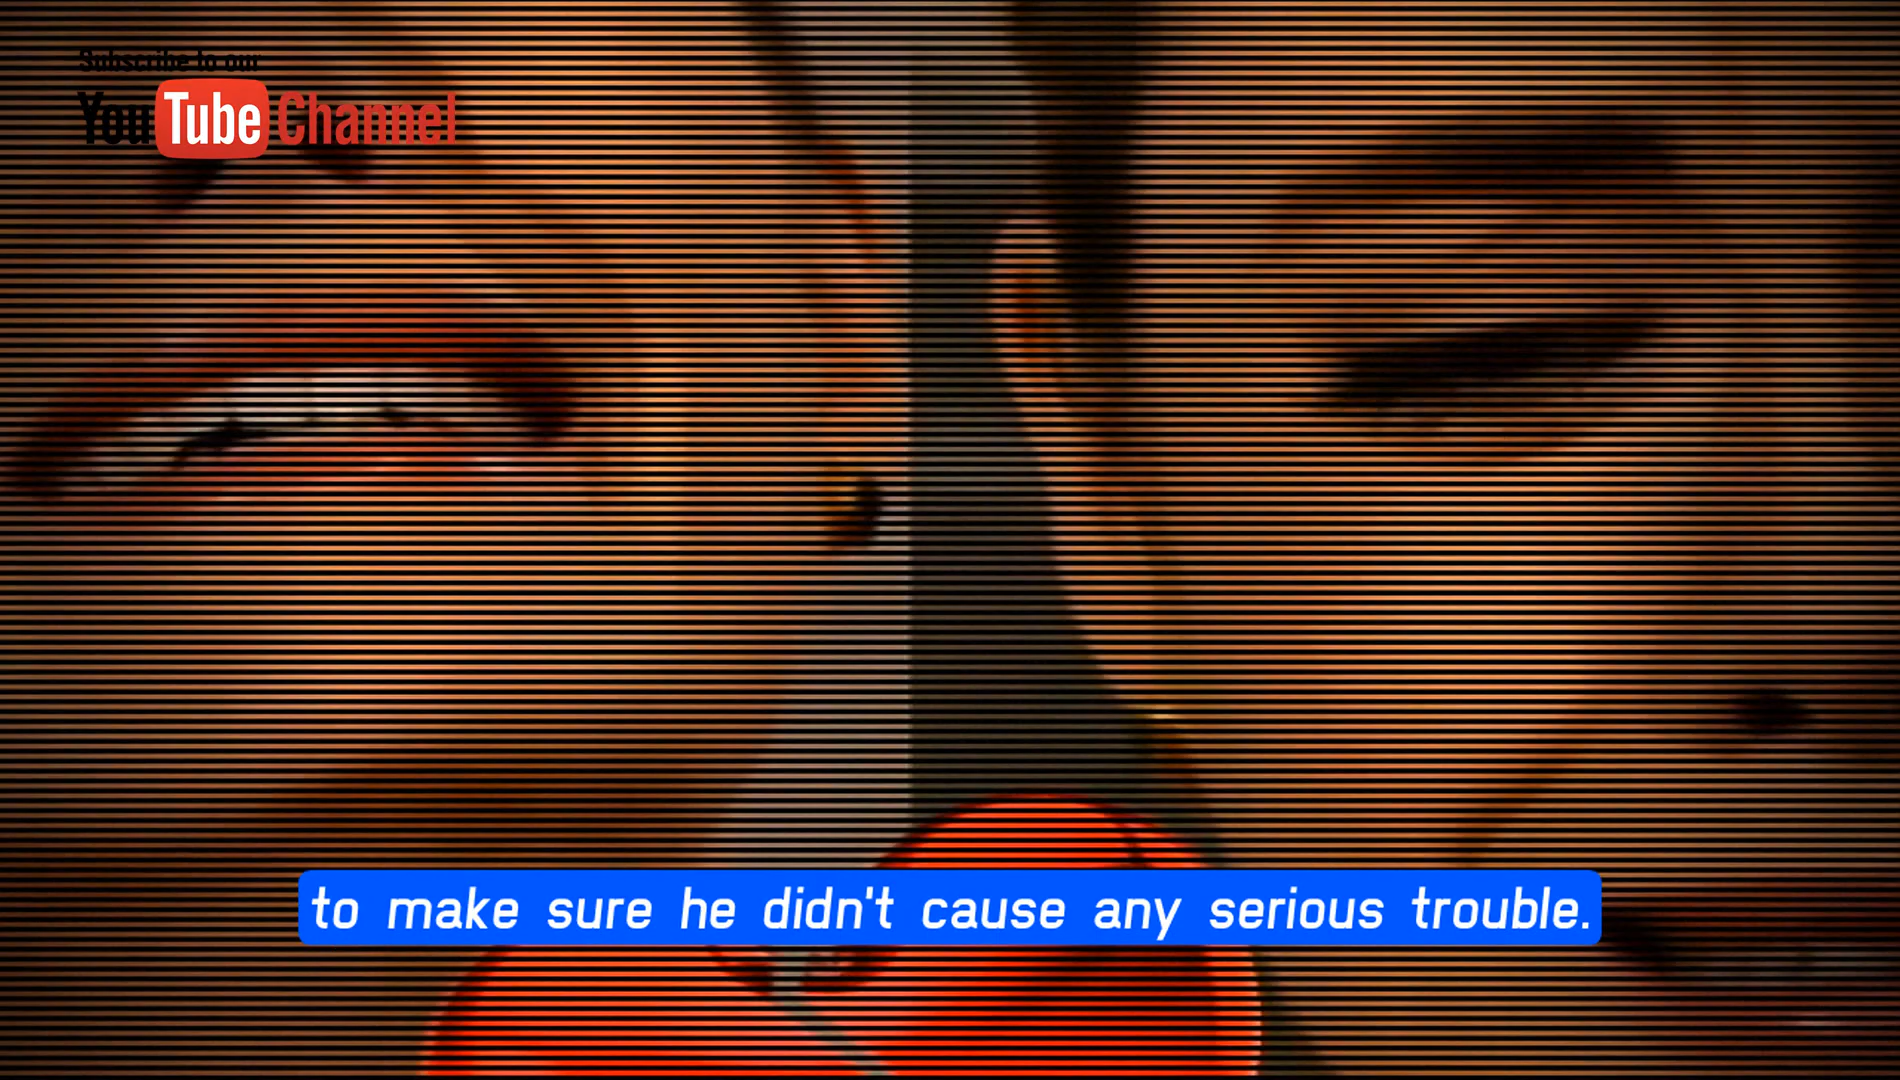 Subscribe to our
YouTube Channel
to make sure he didn't cause any serious trouble.